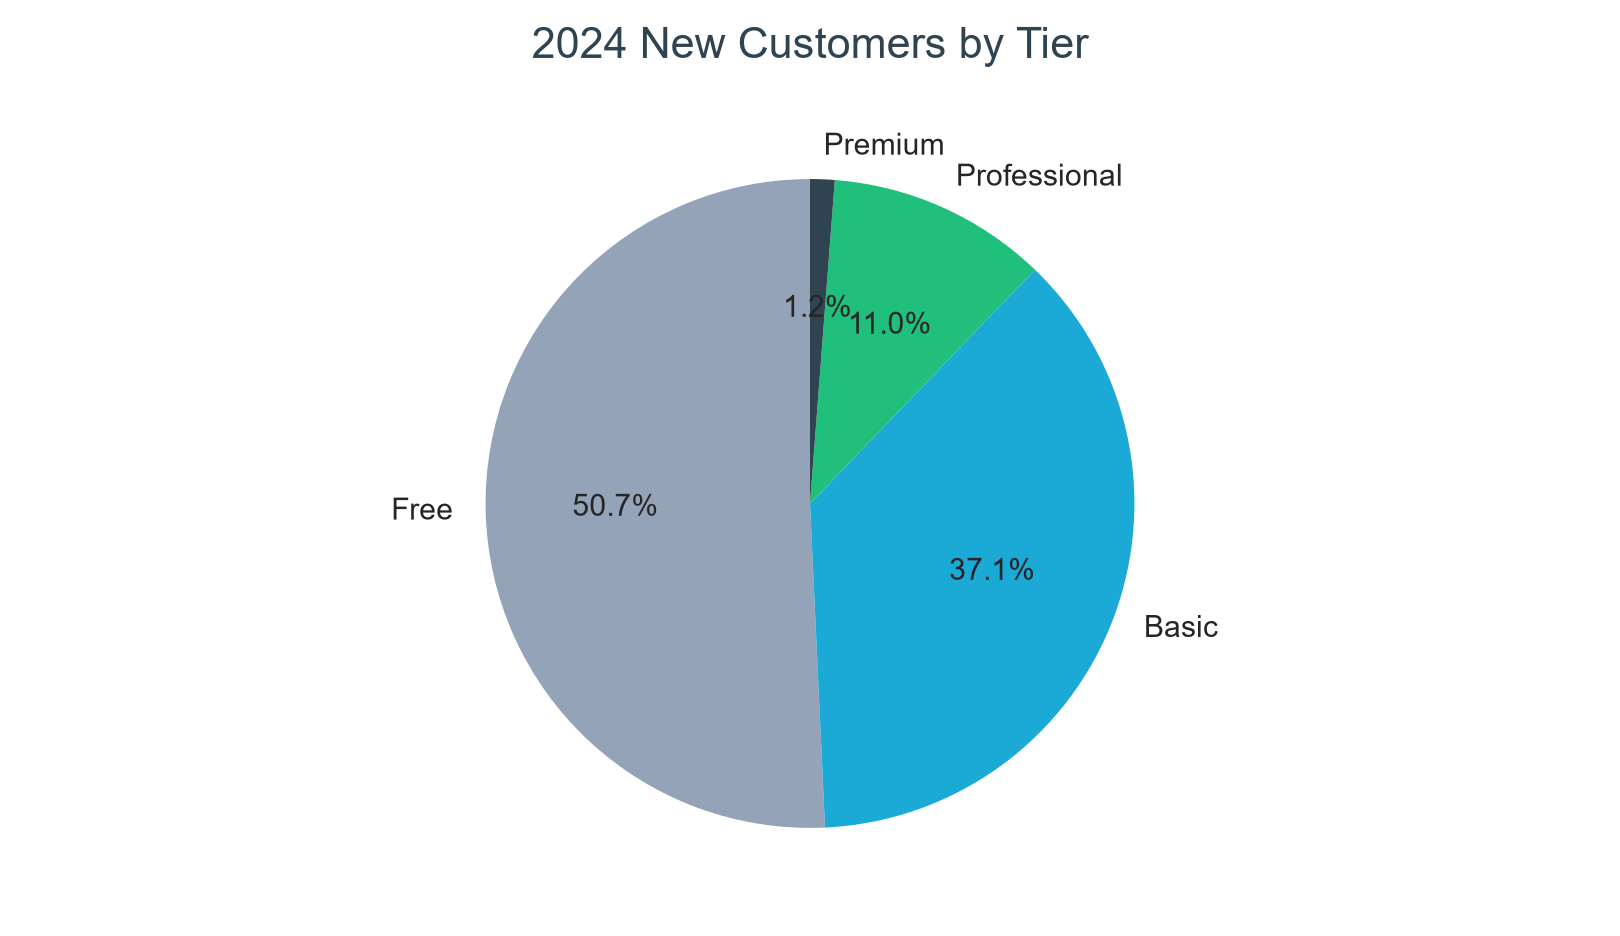 2024 New Customers by Tier
Premium
Professional
1.2%
11.0%
Free
50.7%
37.1%
Basic